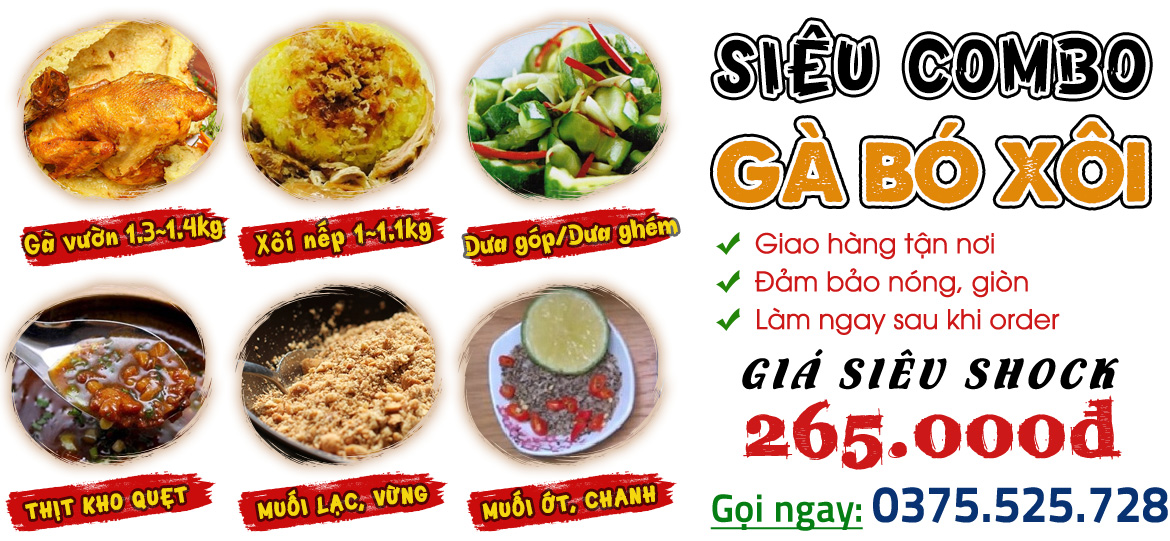 SIÊU COMBO
GÀ BÓ XÔI
Giao hàng tận nơi
Đảm bảo nóng, giòn
Làm ngay sau khi order
GIÁ SIÊU SHOCK
265.000đ
Gọi ngay: 0375.525.728
Gà vườn 1.3~1.4kg
Xôi nếp 1~1.1kg
Dưa góp/Dưa ghém
THỊT KHO QUẸT
MUỐI LẠC, VỪNG
MUỐI ỚT, CHANH